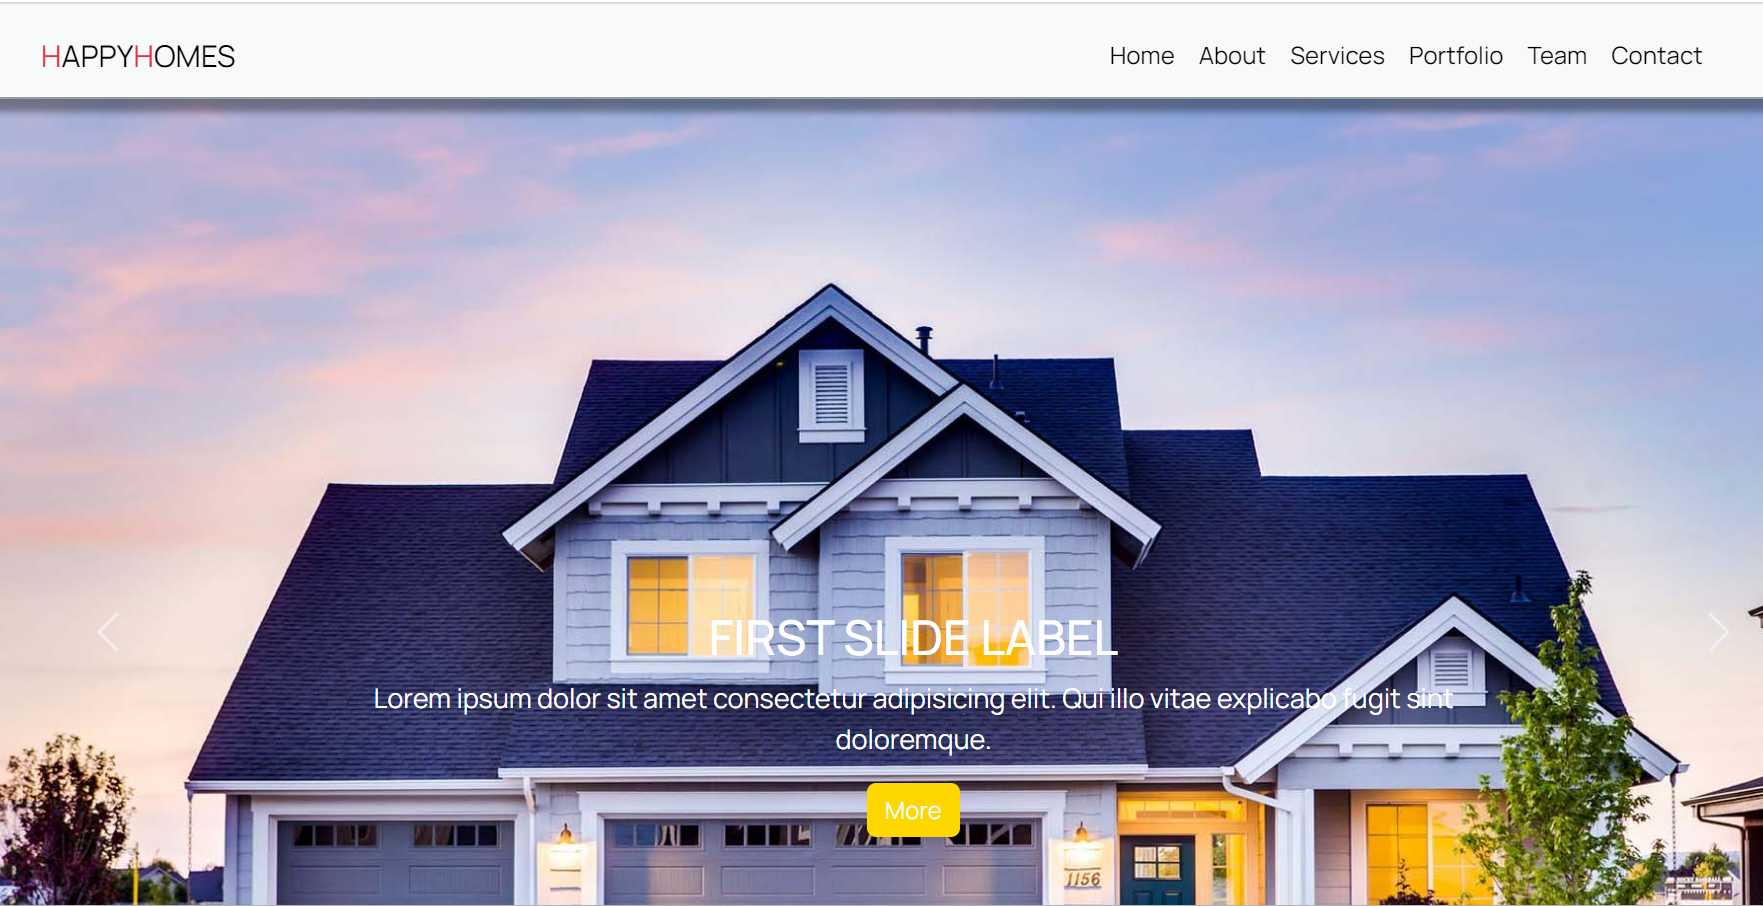 HAPPYHOMES
Home About Services Portfolio Team Contact
FIRST SLIDE LABEL
Lorem ipsum dolor sit amet consectetur adipisicing elit. Qui illo vitae explicabo fugit sint
doloremque.
More
1156